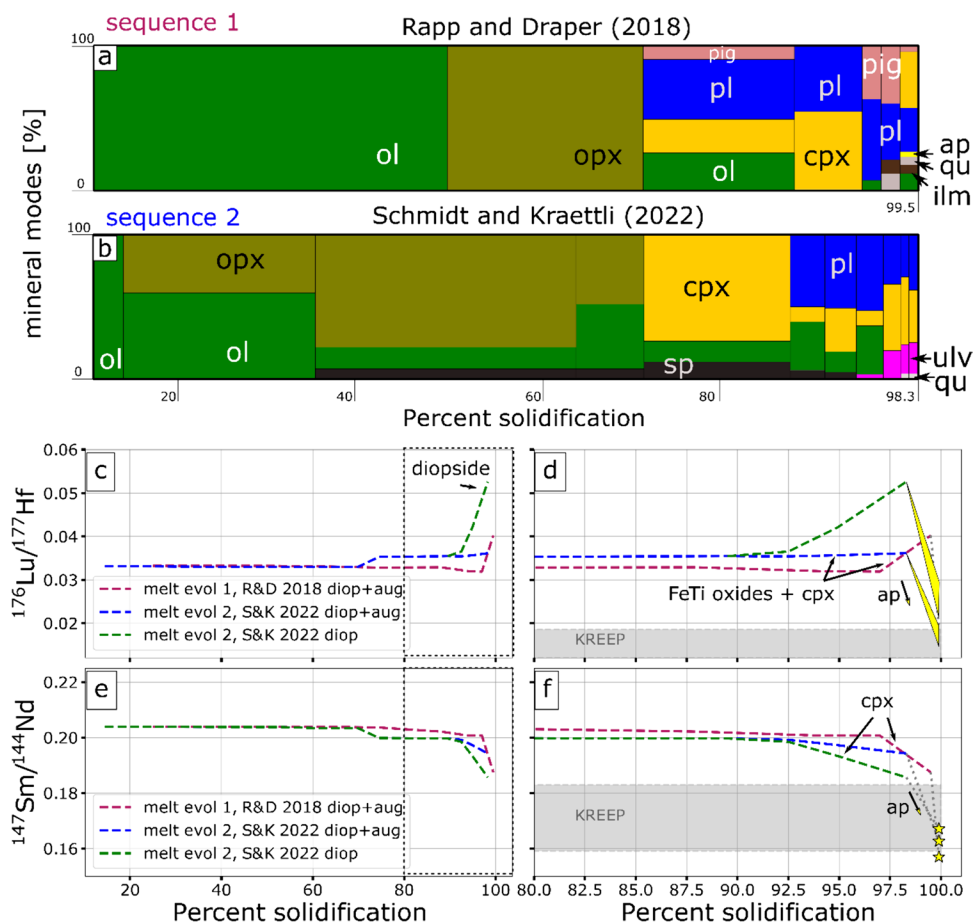 sequence 1
Rapp and Draper (2018)
100
a
pig
pig
pl
pl
pl
ol
opx
cpx
ol
ap
qu
ilm
0
99.5
mineral modes [%]
sequence 2
Schmidt and Kraettli (2022)
100
b
opx
pl
cpx
ol
ol
sp
ulv
qu
0
20
40
60
80
98.3
Percent solidification
0.06
c
d
diopside
0.05
0.04
0.03
0.02
176Lu/177Hf
melt evol 1, R&D 2018 diop+aug
melt evol 2, S&K 2022 diop+aug
melt evol 2, S&K 2022 diop
FeTi oxides + cpx
ap
KREEP
0.22
e
f
cpx
0.20
0.18
0.16
147Sm/144Nd
melt evol 1, R&D 2018 diop+aug
melt evol 2, S&K 2022 diop+aug
melt evol 2, S&K 2022 diop
KREEP
ap
20 40 60 80 100
80.0 82.5 85.0 87.5 90.0 92.5 95.0 97.5 100.0
Percent solidification
Percent solidification